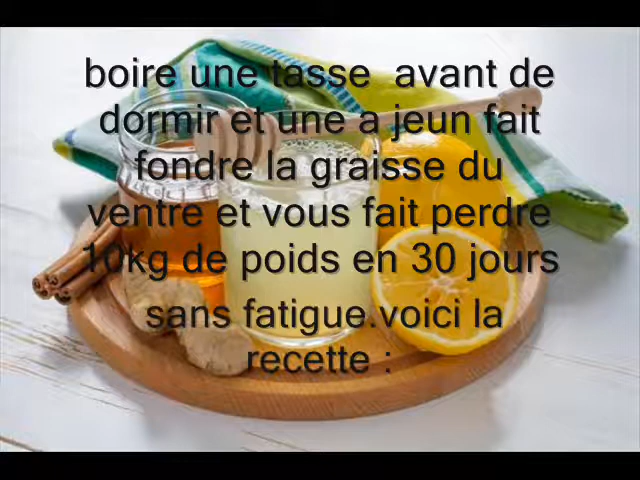 boire une tasse avant de
dormir et une a jeun fait
fondre la graisse du
ventre et vous fait perdre
10kg de poids en 30 jours
sans fatigue.voici la
recette :